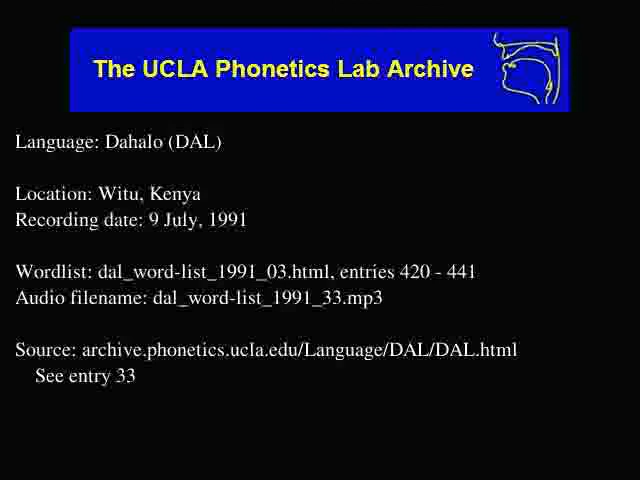 The UCLA Phonetics Lab Archive
Language: Dahalo (DAL)
Location: Witu, Kenya
Recording date: 9 July, 1991
Wordlist: dal_word-list_1991_03.html, entries 420 - 441
Audio filename: dal_word-list_1991_33.mp3
Source: archive.phonetics.ucla.edu/Language/DAL/DAL.html
See entry 33